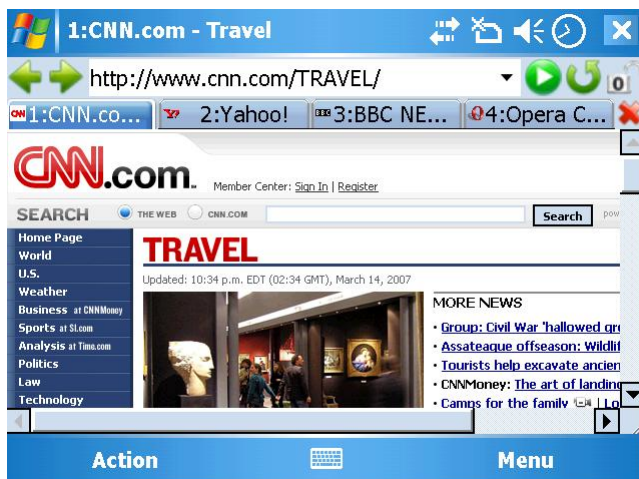 1:CNN.com - Travel
http://www.cnn.com/TRAVEL/
1:CNN.co... 2:Yahoo! 3:BBC NE... 4:Opera C...
CNN.com
Member Center: Sign In | Register
SEARCH THE WEB CNN.COM Search pow
Home Page
World
U.S.
Weather
Business at CNNMoney
Sports at SI.com
Analysis at Time.com
Politics
Law
Technology
TRAVEL
Updated: 10:34 p.m. EDT (02:34 GMT), March 14, 2007
MORE NEWS
• Group: Civil War 'hallowed gr
• Assateague offseason: Wildlif
• Tourists help excavate ancien
• CNNMoney: The art of landing
• Camps for the family | Lo
Action Menu